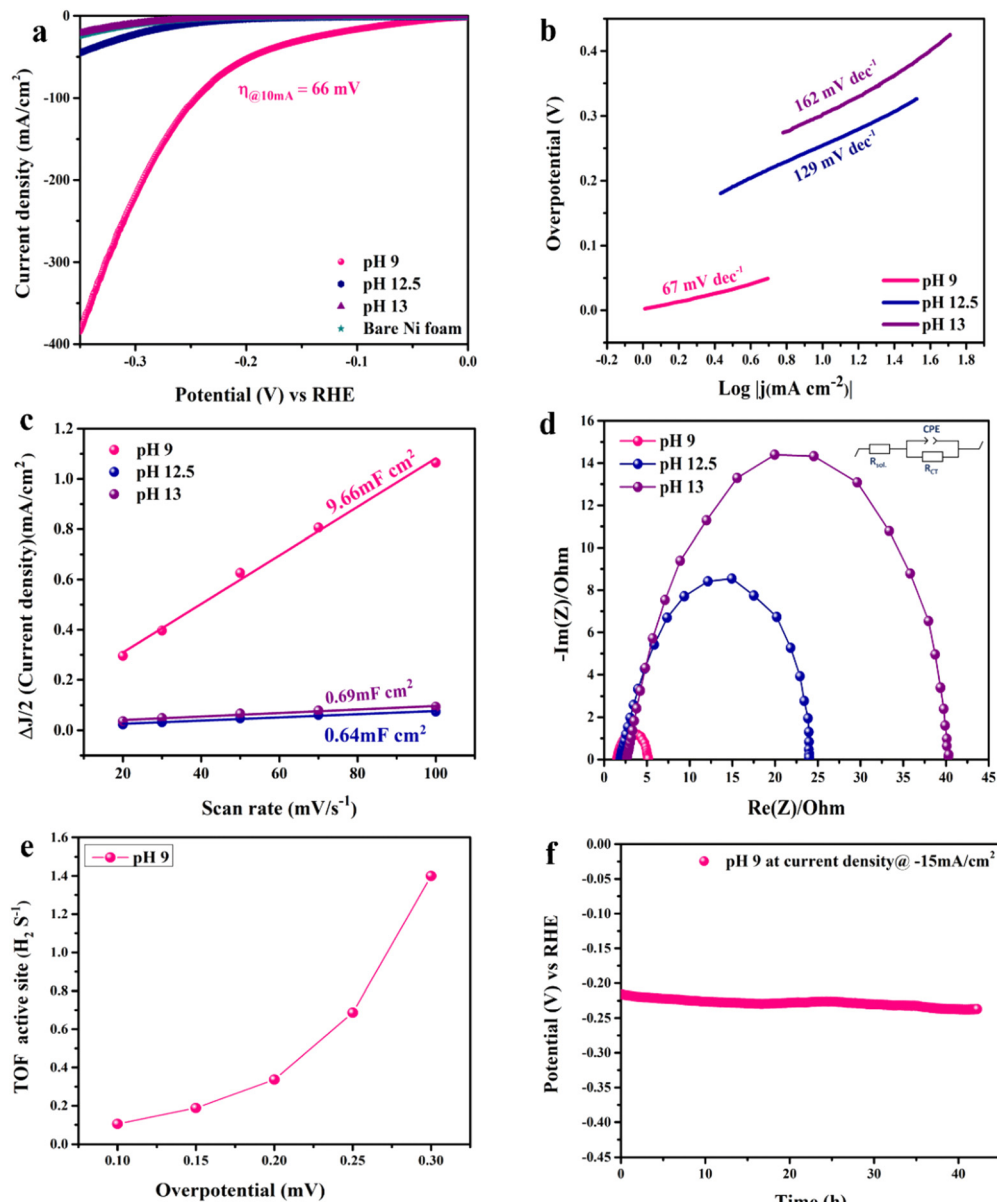 a
0
-100
-200
-300
-400
-0.3
-0.2
-0.1
0.0
Current density (mA/cm²)
Potential (V) vs RHE
η@10mA = 66 mV
pH 9
pH 12.5
pH 13
Bare Ni foam
b
0.4
0.3
0.2
0.1
0.0
-0.2
0.0
0.2
0.4
0.6
0.8
1.0
1.2
1.4
1.6
1.8
Overpotential (V)
Log |j(mA cm⁻²)|
162 mV dec⁻¹
129 mV dec⁻¹
67 mV dec⁻¹
pH 9
pH 12.5
pH 13
c
1.2
1.0
0.8
0.6
0.4
0.2
0.0
20
40
60
80
100
ΔJ/2 (Current density)(mA/cm²)
Scan rate (mV/s⁻¹)
pH 9
pH 12.5
pH 13
9.66mF cm²
0.69mF cm²
0.64mF cm²
d
16
14
12
10
8
6
4
2
0
0
5
10
15
20
25
30
35
40
45
-Im(Z)/Ohm
Re(Z)/Ohm
pH 9
pH 12.5
pH 13
CPE
Rsol.
RCT
e
1.6
1.4
1.2
1.0
0.8
0.6
0.4
0.2
0.0
0.10
0.15
0.20
0.25
0.30
TOF active site (H₂ S⁻¹)
Overpotential (mV)
pH 9
f
0.00
-0.05
-0.10
-0.15
-0.20
-0.25
-0.30
-0.35
-0.40
-0.45
0
10
20
30
40
Potential (V) vs RHE
Time (h)
pH 9 at current density@ -15mA/cm²